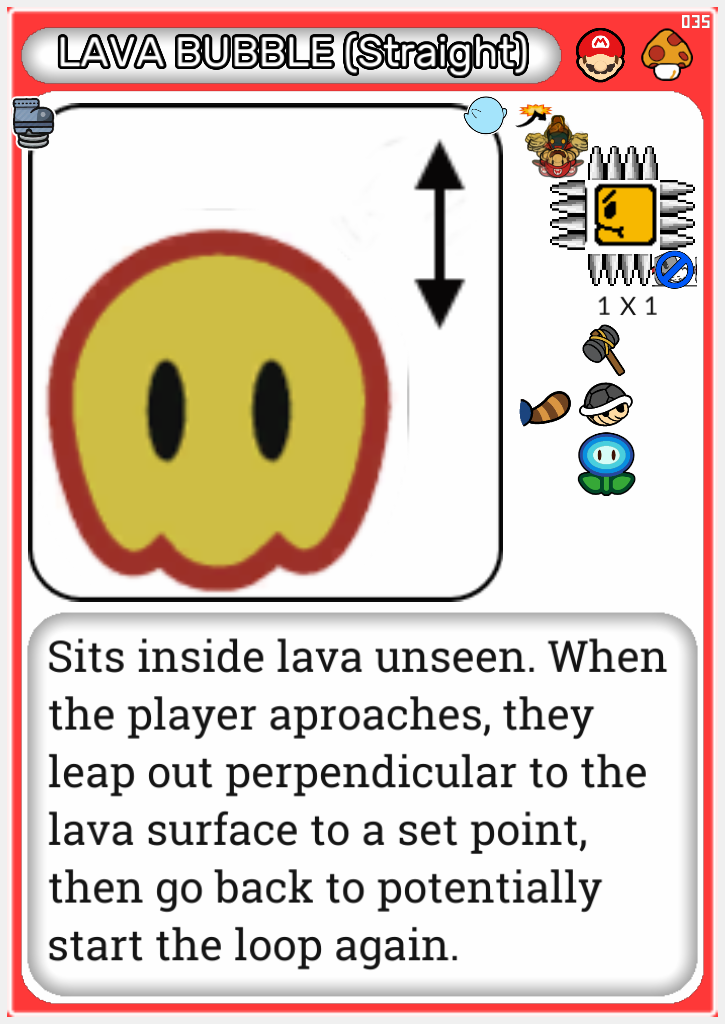 035
LAVA BUBBLE (Straight)
1 X 1
Sits inside lava unseen. When
the player aproaches, they
leap out perpendicular to the
lava surface to a set point,
then go back to potentially
start the loop again.